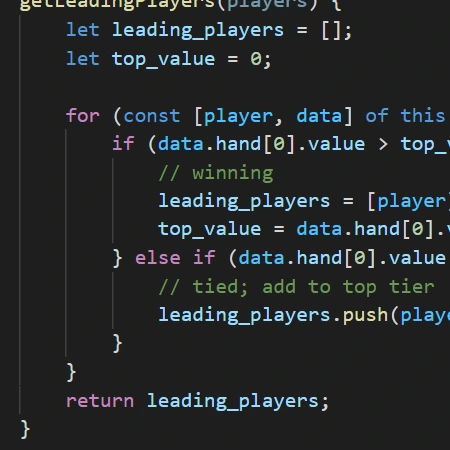 getLeadingPlayers(players) {
let leading_players = [];
let top_value = 0;
for (const [player, data] of this
if (data.hand[0].value > top_
// winning
leading_players = [player]
top_value = data.hand[0].
} else if (data.hand[0].value
// tied; add to top tier
leading_players.push(playe
}
}
return leading_players;
}